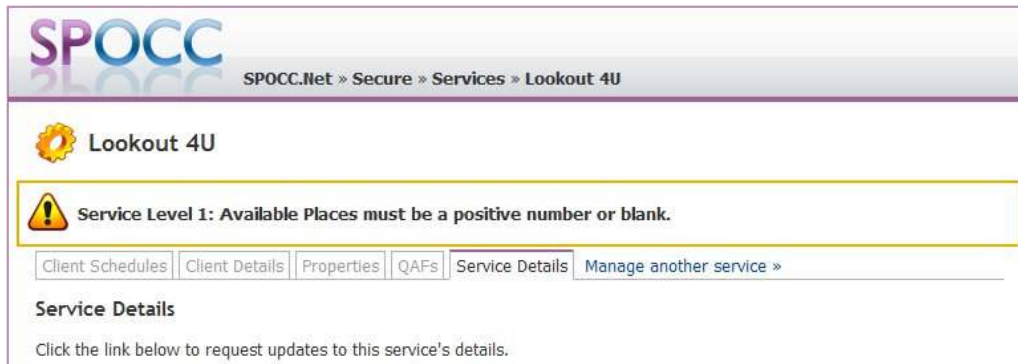 SPOCC
SPOCC.Net » Secure » Services » Lookout 4U
Lookout 4U
Service Level 1: Available Places must be a positive number or blank.
Client Schedules Client Details Properties QAFs Service Details Manage another service »
Service Details
Click the link below to request updates to this service's details.